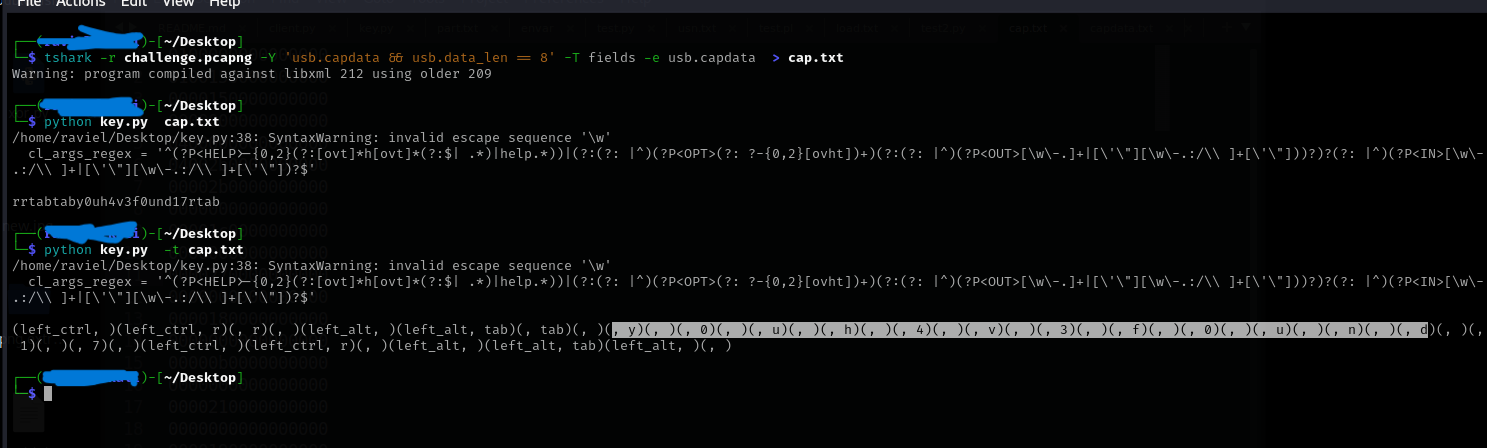 File Actions Edit View Help
┌──(          )-[~/Desktop]
└─$ tshark -r challenge.pcapng -Y 'usb.capdata && usb.data_len == 8' -T fields -e usb.capdata  > cap.txt
Warning: program compiled against libxml 212 using older 209
┌──(          i)-[~/Desktop]
└─$ python key.py  cap.txt
/home/raviel/Desktop/key.py:38: SyntaxWarning: invalid escape sequence '\w'
cl_args_regex = '^(?P<HELP>-{0,2}(?:[ovt]*h[ovt]*(?:$| .*)|help.*))|(?:(?: |^)(?P<OPT>(?: ?-{0,2}[ovht])+)(?:(?: |^)(?P<OUT>[\w\-.]+|[\'\"][\w\-.:/\\ ]+[\'\"]))?)?(?: |^)(?P<IN>[\w\-
.:/\\ ]+|[\'\"][\w\-.:/\\ ]+[\'\"])?$'
rrtabtaby0uh4v3f0und17rtab
┌──(          )-[~/Desktop]
└─$ python key.py  -t cap.txt
/home/raviel/Desktop/key.py:38: SyntaxWarning: invalid escape sequence '\w'
cl_args_regex = '^(?P<HELP>-{0,2}(?:[ovt]*h[ovt]*(?:$| .*)|help.*))|(?:(?: |^)(?P<OPT>(?: ?-{0,2}[ovht])+)(?:(?: |^)(?P<OUT>[\w\-.]+|[\'\"][\w\-.:/\\ ]+[\'\"]))?)?(?: |^)(?P<IN>[\w\-
.:/\\ ]+|[\'\"][\w\-.:/\\ ]+[\'\"])?$'
(left_ctrl, )(left_ctrl, r)(, r)(, )(left_alt, )(left_alt, tab)(, tab)(, )(, y)(, )(, 0)(, )(, u)(, )(, h)(, )(, 4)(, )(, v)(, )(, 3)(, )(, f)(, )(, 0)(, )(, u)(, )(, n)(, )(, d)(, )(,
1)(, )(, 7)(, )(left_ctrl, )(left_ctrl, r)(, )(left_alt, )(left_alt, tab)(left_alt, )(, )
┌──(          )-[~/Desktop]
└─$